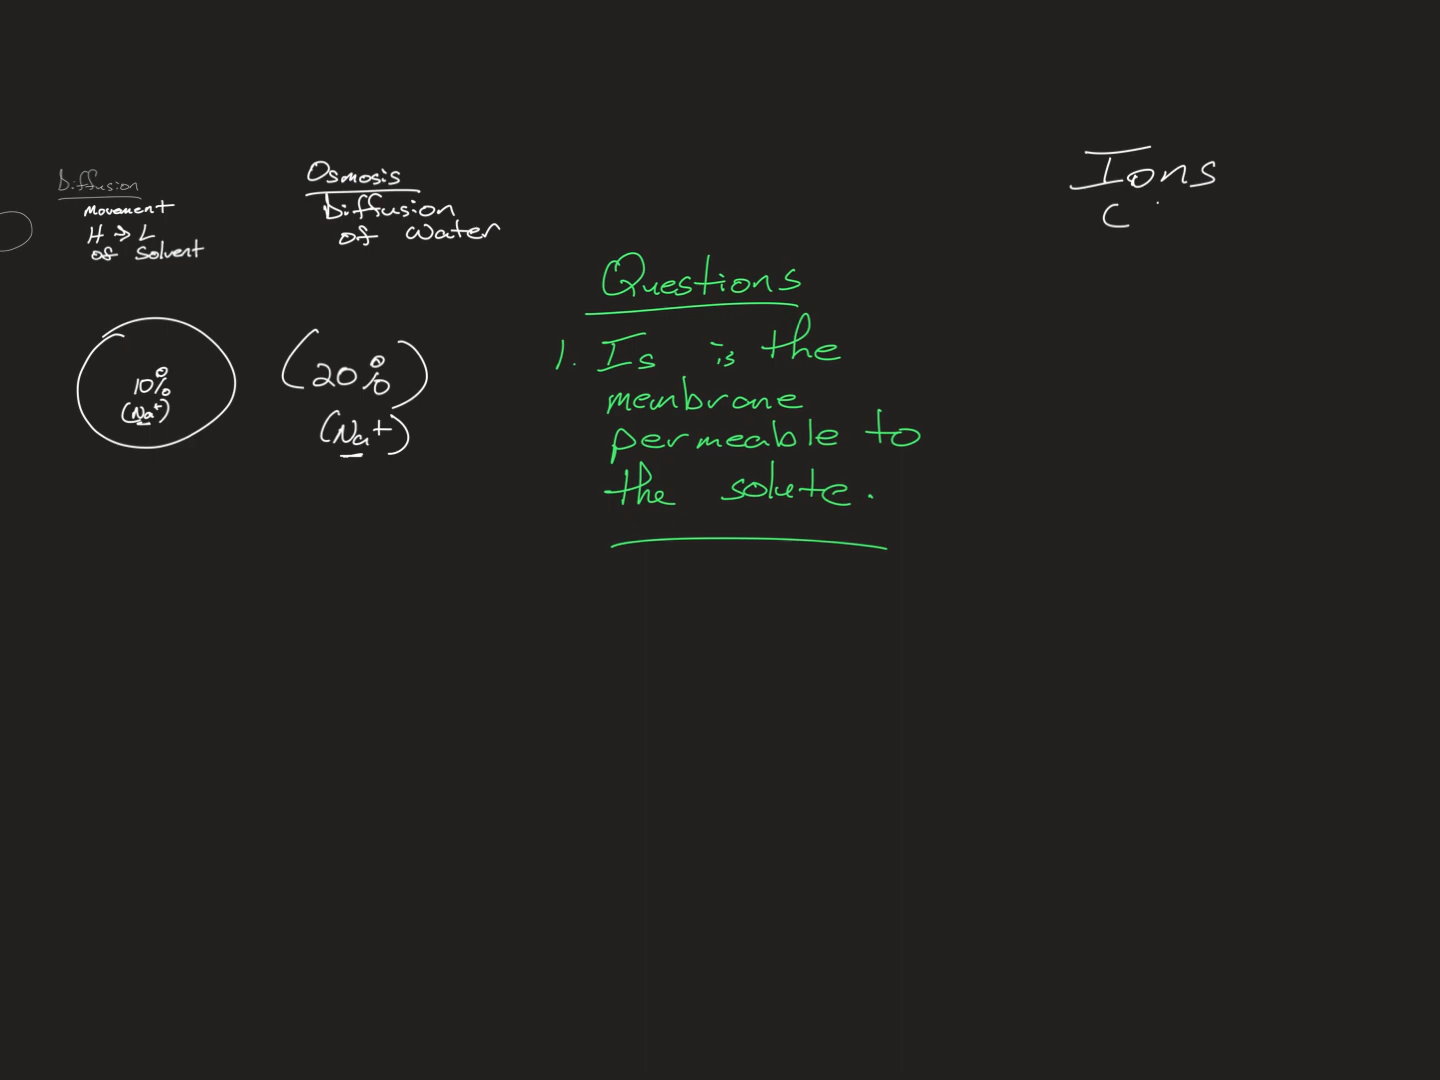 Diffusion
Movement
H → L
of Solvent
Osmosis
Diffusion
of Water
10%
(Na+)
(20%)
(Na+)
Questions
1. Is is the
membrane
permeable to
the solute.
Ions
C